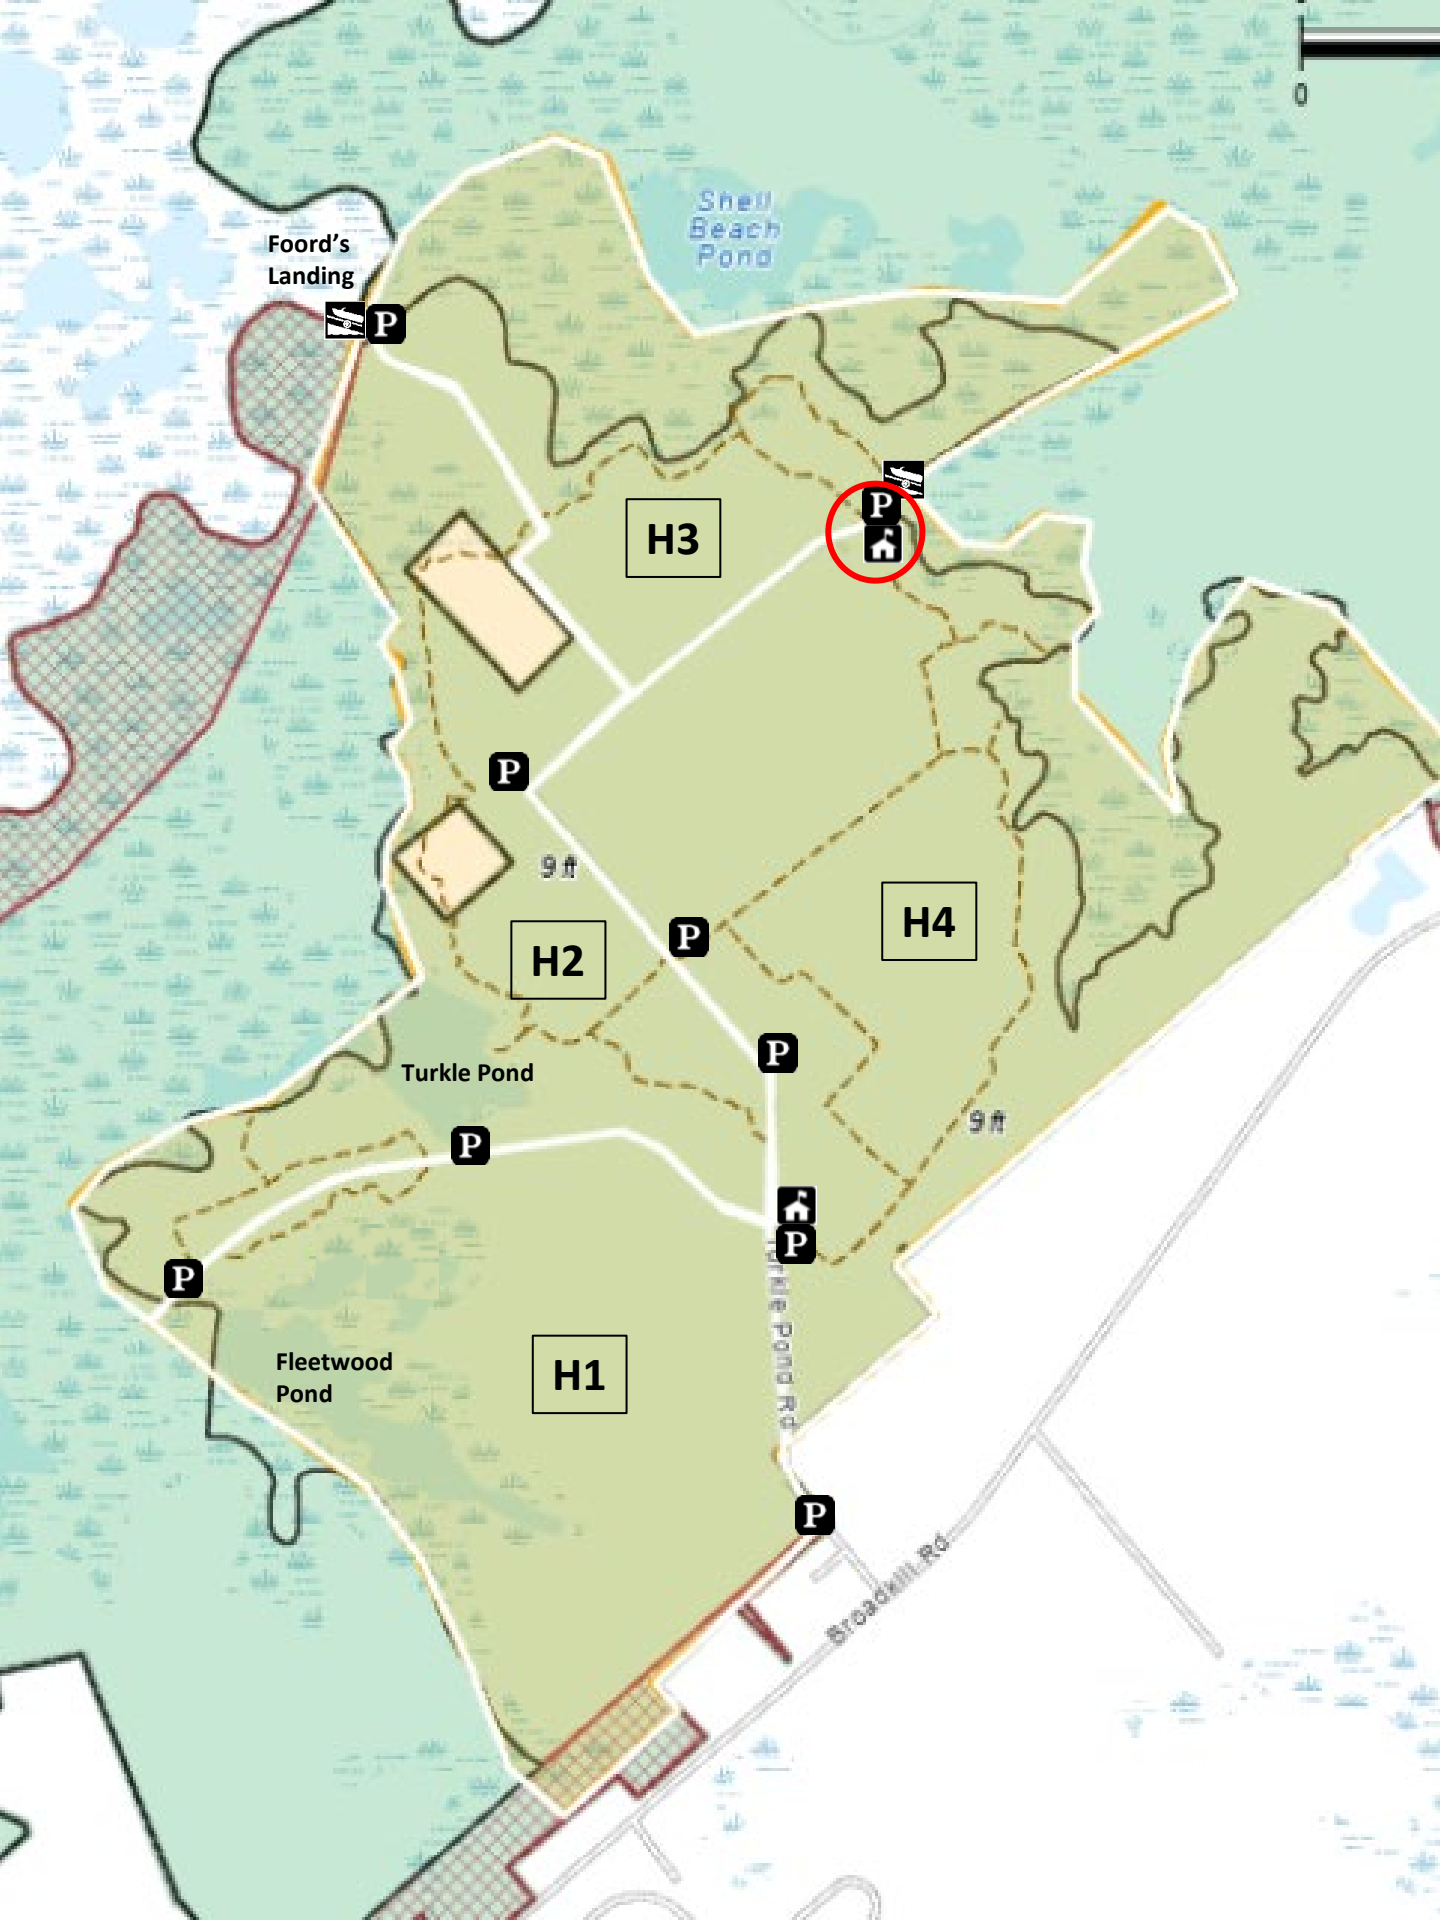 0
Shell
Beach
Pond
Foord's
Landing
P
P
H3
P
9 ft
P
H4
H2
P
Turkle Pond
9 ft
P
P
P
Turkle Pond Rd
Fleetwood
Pond
H1
P
Broadkill Rd